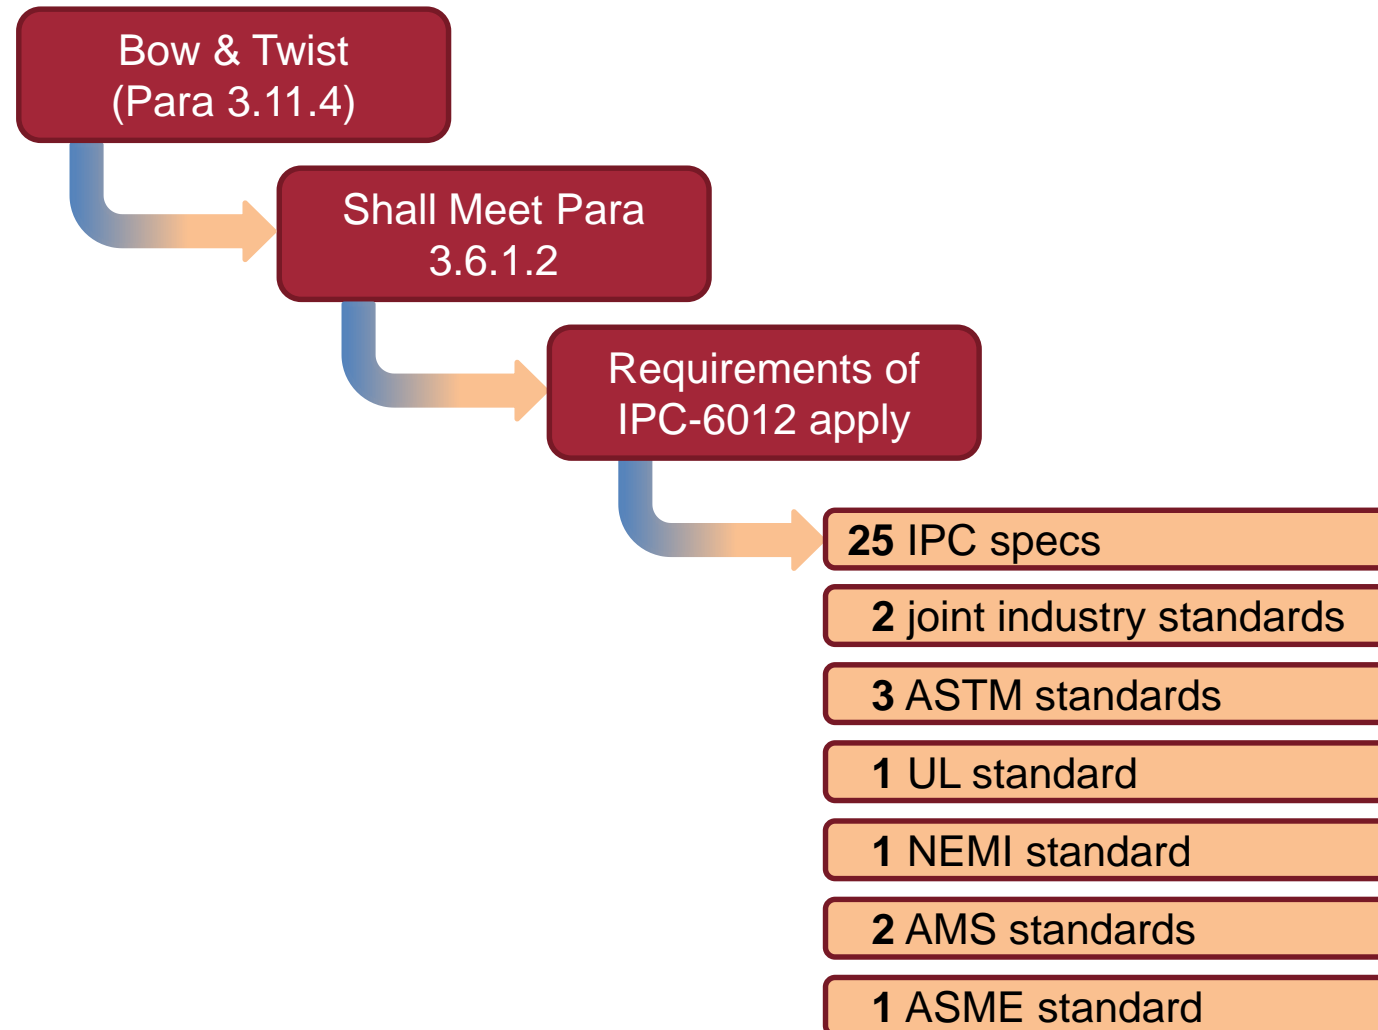 Bow & Twist
(Para 3.11.4)
Shall Meet Para
3.6.1.2
Requirements of
IPC-6012 apply
25 IPC specs
2 joint industry standards
3 ASTM standards
1 UL standard
1 NEMI standard
2 AMS standards
1 ASME standard